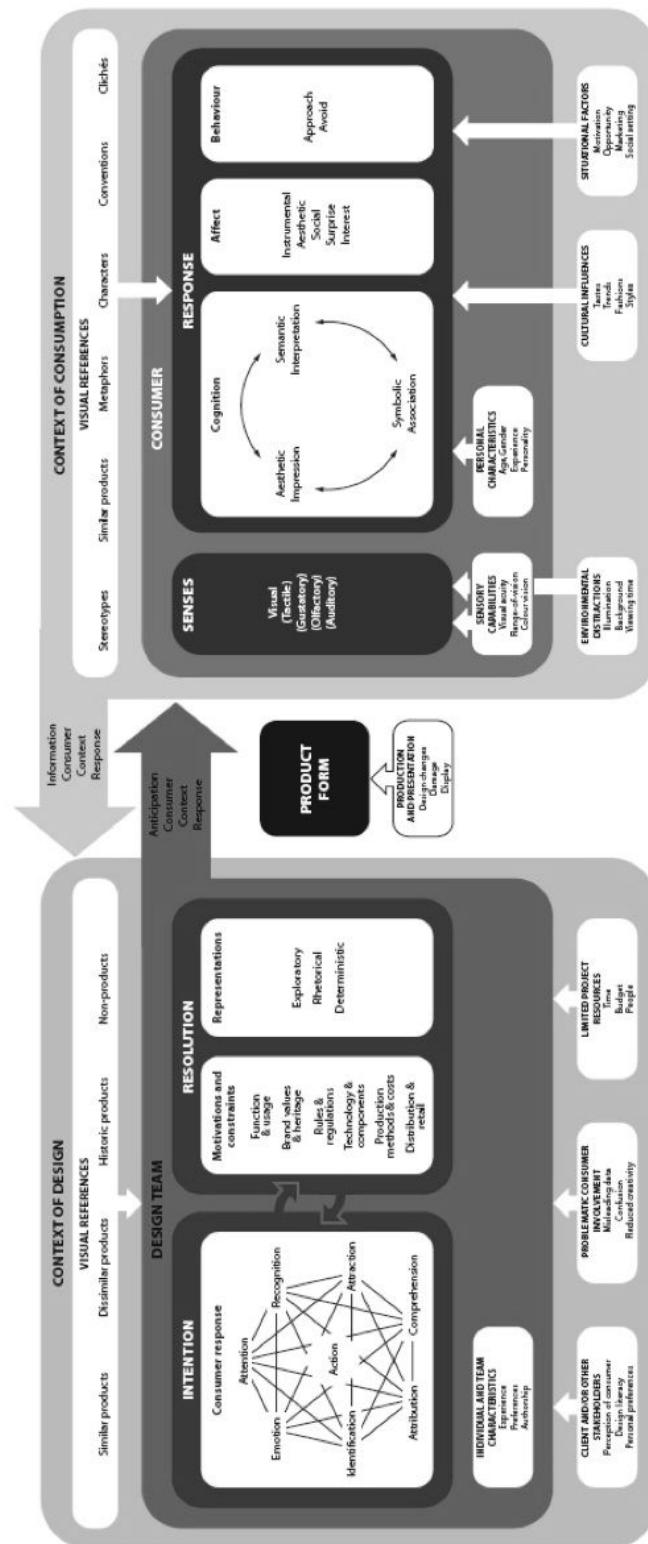 CONTEXT OF DESIGN
VISUAL REFERENCES
Similar products
Dissimilar products
Historic products
Non-products
DESIGN TEAM
INTENTION
Consumer response
Attention
Emotion
Recognition
Action
Identification
Attraction
Attribution
Comprehension
RESOLUTION
Motivations and
constraints
Function
& usage
Brand values
& heritage
Rules &
regulations
Technology &
components
Production
methods & costs
Distribution &
retail
Representations
Exploratory
Rhetorical
Deterministic
INDIVIDUAL AND TEAM
CHARACTERISTICS
Experience
Preferences
Authorship
CLIENT AND/OR OTHER
STAKEHOLDERS
Perception of consumer
Design literacy
Personal preferences
PROBLEMATIC CONSUMER
INVOLVEMENT
Misleading data
Confusion
Reduced creativity
LIMITED PROJECT
RESOURCES
Time
Budget
People
Information
Consumer
Context
Response
Anticipation
Consumer
Context
Response
PRODUCT
FORM
PRODUCTION
AND PRESENTATION
Design changes
Damage
Display
CONTEXT OF CONSUMPTION
VISUAL REFERENCES
Stereotypes
Similar products
Metaphors
Characters
Conventions
Clichés
CONSUMER
SENSES
Visual
(Tactile)
(Gustatory)
(Olfactory)
(Auditory)
RESPONSE
Cognition
Aesthetic
Impression
Semantic
Interpretation
Symbolic
Association
Affect
Instrumental
Aesthetic
Social
Surprise
Interest
Behaviour
Approach
Avoid
SENSORY
CAPABILITIES
Visual acuity
Range-of-vision
Colour vision
PERSONAL
CHARACTERISTICS
Age, Gender
Experience
Personality
ENVIRONMENTAL
DISTRACTIONS
Illumination
Background
Viewing time
CULTURAL INFLUENCES
Tastes
Trends
Fashions
Styles
SITUATIONAL FACTORS
Motivation
Opportunity
Marketing
Social setting